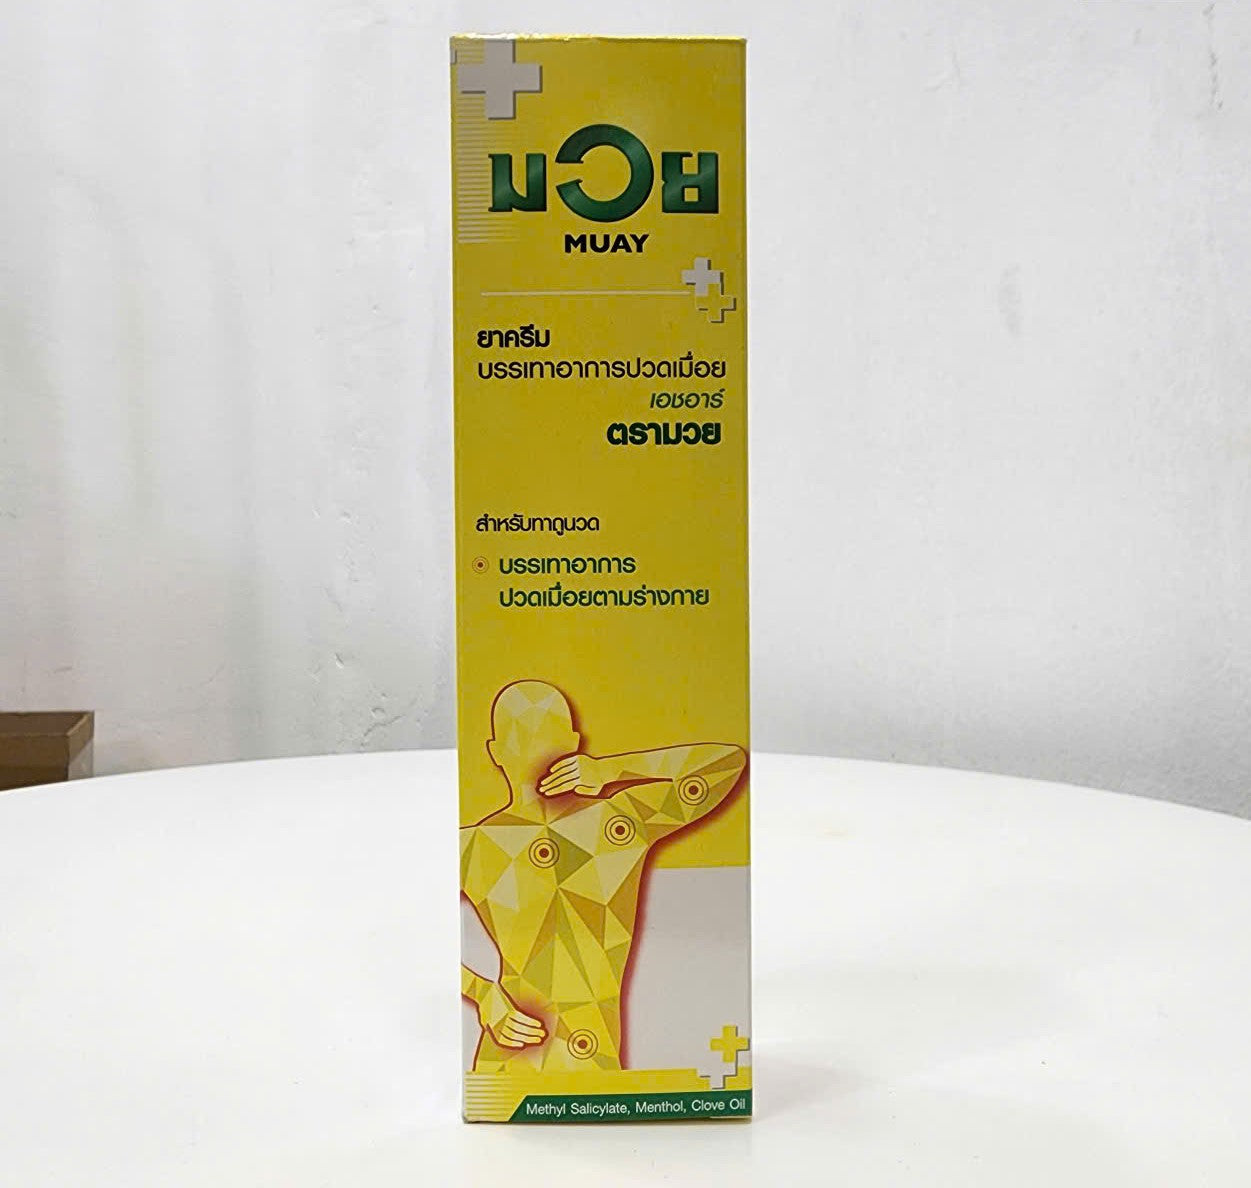 มวย
MUAY
ยาครีม
บรรเทาอาการปวดเมื่อย
เอชอาร์
ตรามวย
สำหรับทาถูนวด
บรรเทาอาการ
ปวดเมื่อยตามร่างกาย
Methyl Salicylate, Menthol, Clove Oil